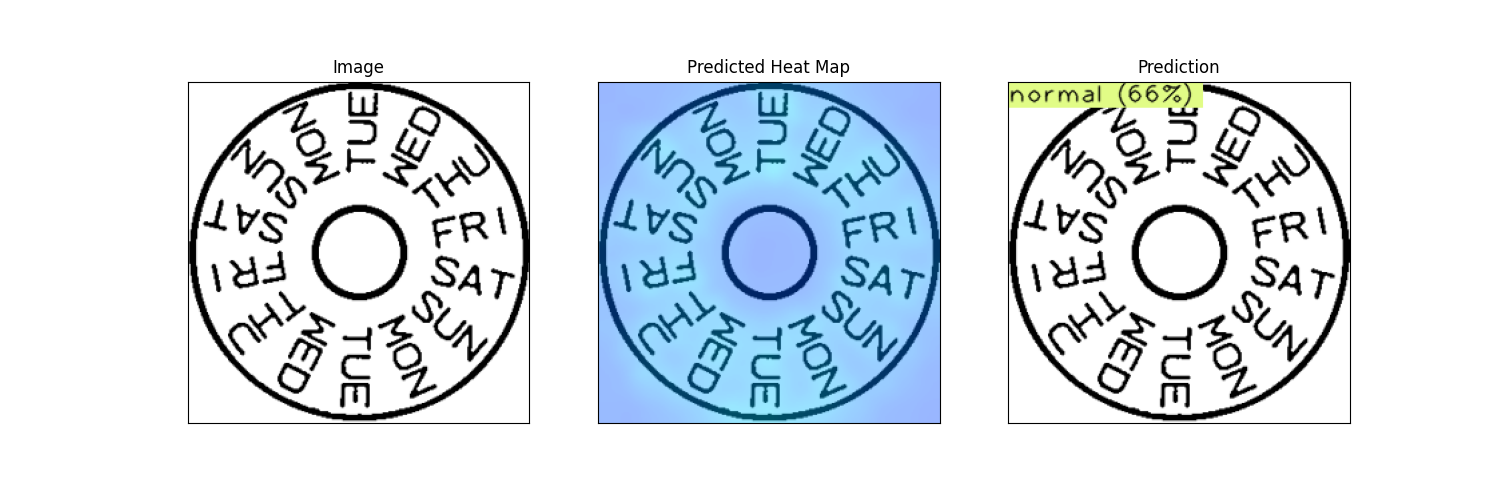 Image
TUE
WED
THU
FRI
SAT
SUN
MON
TUE
WED
THU
FRI
SAT
SUN
MON
Predicted Heat Map
TUE
WED
THU
FRI
SAT
SUN
MON
TUE
WED
THU
FRI
SAT
SUN
MON
Prediction
normal (66%)
TUE
WED
THU
FRI
SAT
SUN
MON
TUE
WED
THU
FRI
SAT
SUN
MON